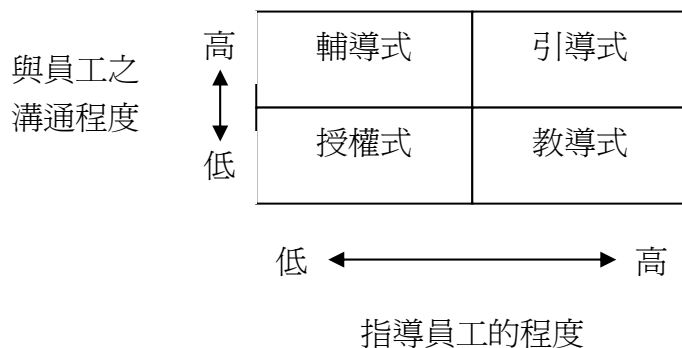 與員工之
溝通程度
高
低
輔導式
引導式
授權式
教導式
低
高
指導員工的程度